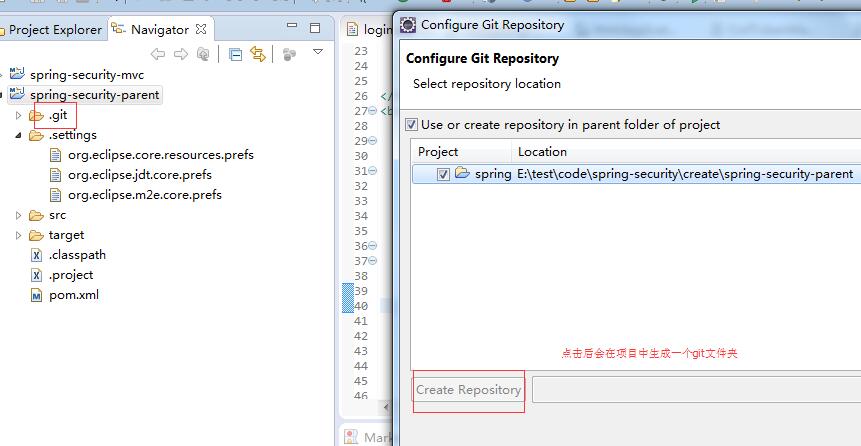 Configure Git Repository
Project Explorer
Navigator
login
spring-security-mvc
spring-security-parent
.git
.settings
org.eclipse.core.resources.prefs
org.eclipse.jdt.core.prefs
org.eclipse.m2e.core.prefs
src
target
.classpath
.project
pom.xml
23
24
25
26
</
27
<b
28
29
30
31
32
33
34
35
36
37
38
39
40
41
42
43
44
45
46
Mark
Configure Git Repository
Select repository location
Use or create repository in parent folder of project
Project Location
spring E:\test\code\spring-security\create\spring-security-parent
点击后会在项目中生成一个git文件夹
Create Repository